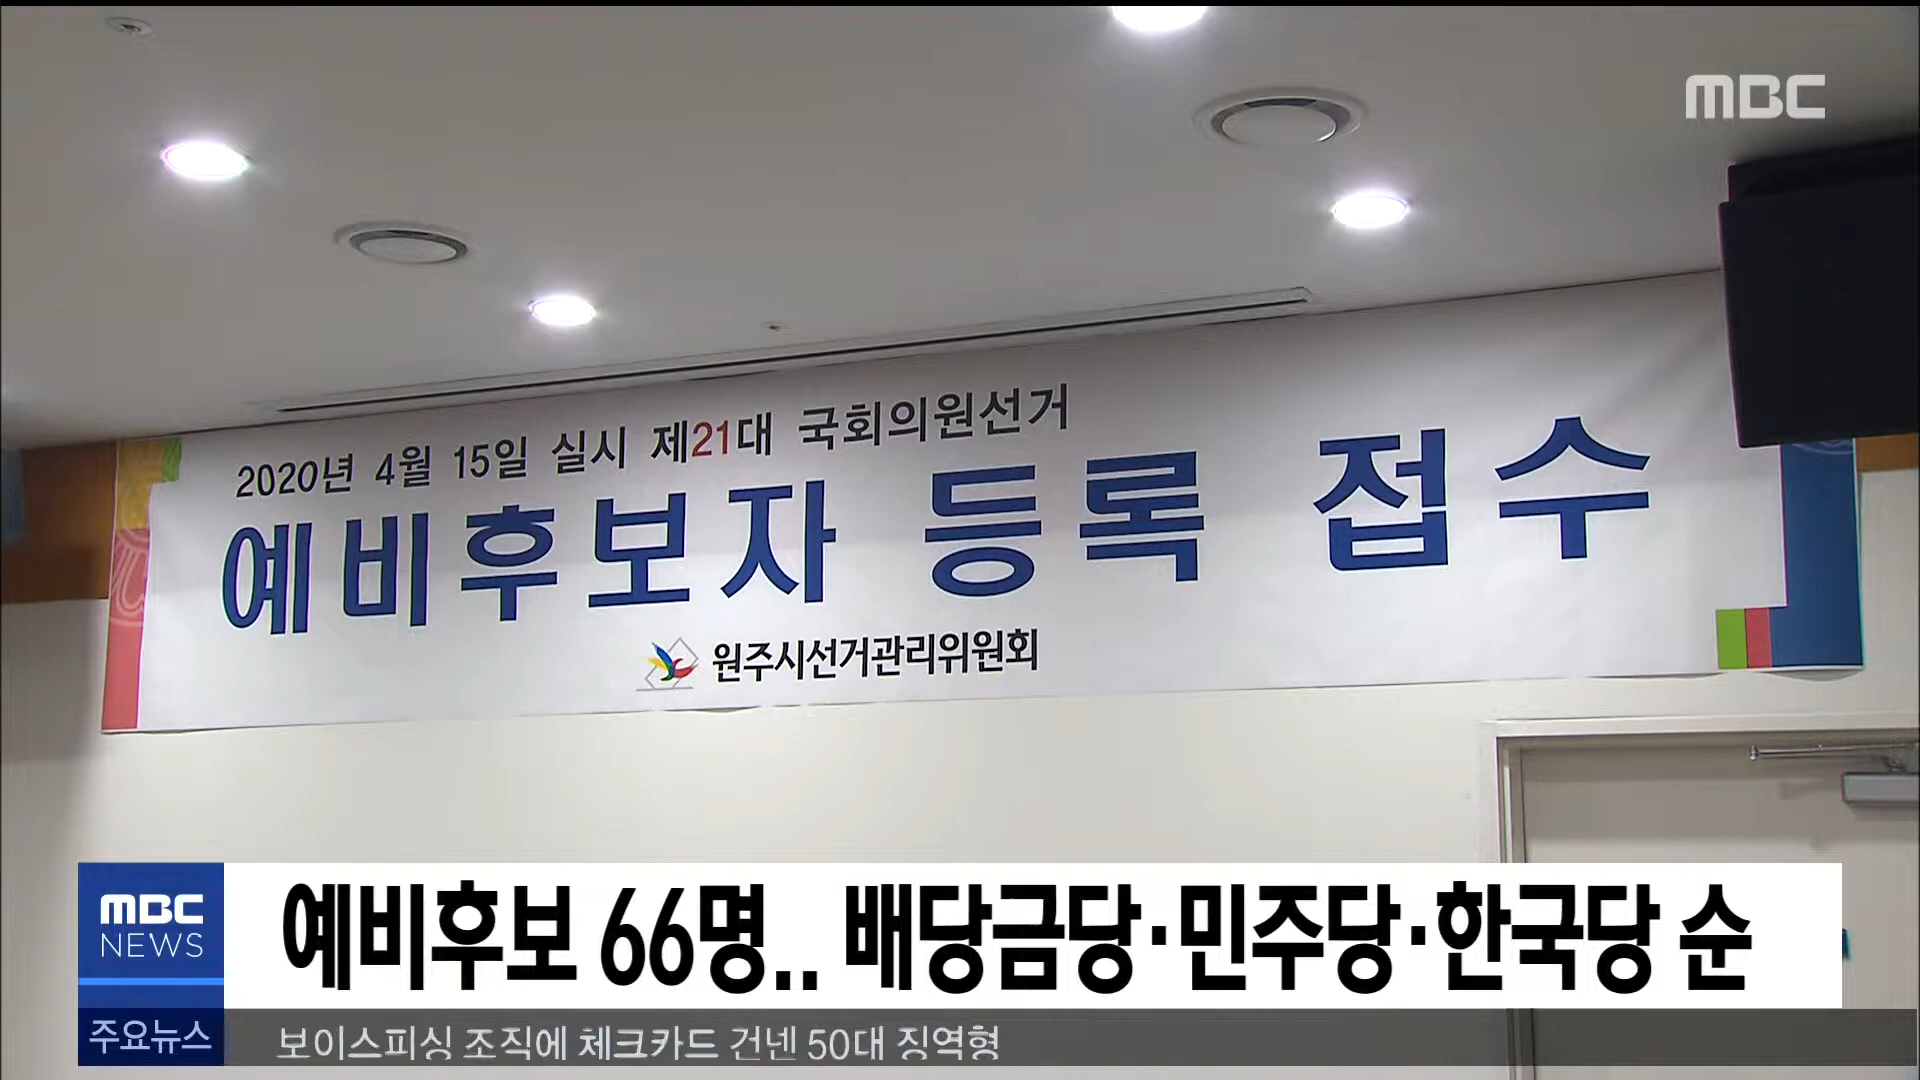 MBC
2020년 4월 15일 실시 제21대 국회의원선거
예비후보자 등록 접수
원주시선거관리위원회
MBC NEWS
예비후보 66명.. 배당금당·민주당·한국당 순
주요뉴스
보이스피싱 조직에 체크카드 건넨 50대 징역형